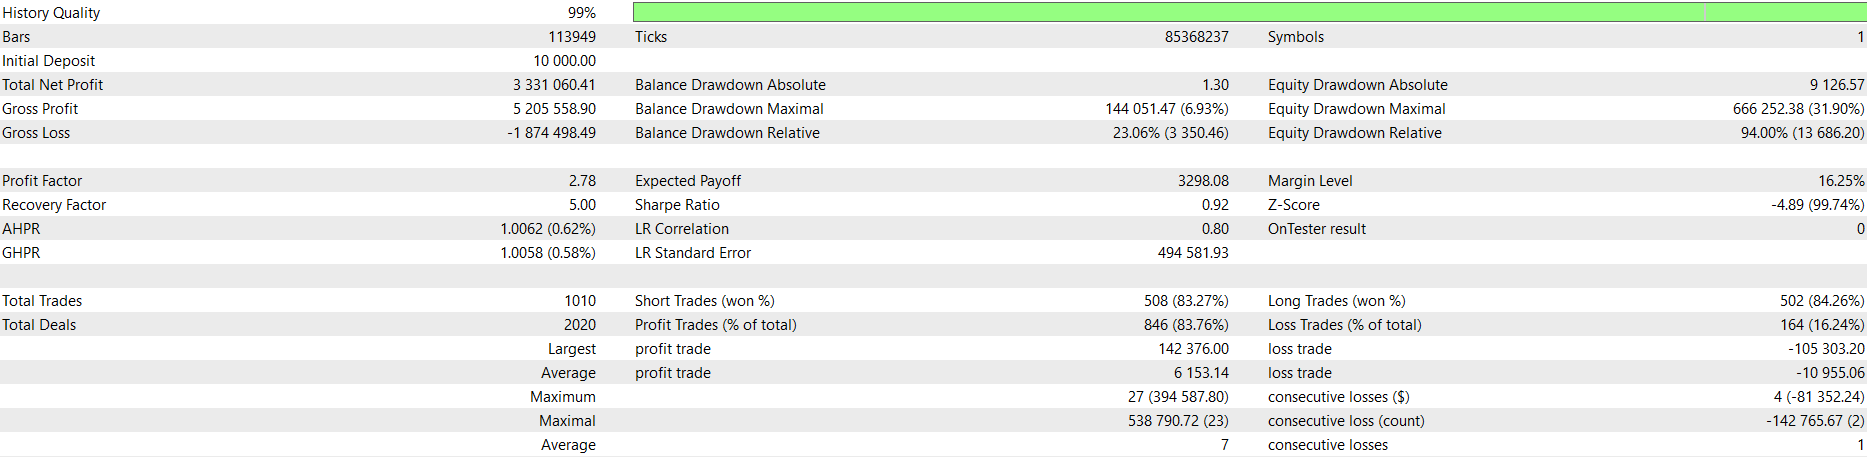 History Quality 99%
Bars 113949 Ticks 85368237 Symbols 1
Initial Deposit 10 000.00
Total Net Profit 3 331 060.41 Balance Drawdown Absolute 1.30 Equity Drawdown Absolute 9 126.57
Gross Profit 5 205 558.90 Balance Drawdown Maximal 144 051.47 (6.93%) Equity Drawdown Maximal 666 252.38 (31.90%)
Gross Loss -1 874 498.49 Balance Drawdown Relative 23.06% (3 350.46) Equity Drawdown Relative 94.00% (13 686.20)
Profit Factor 2.78 Expected Payoff 3298.08 Margin Level 16.25%
Recovery Factor 5.00 Sharpe Ratio 0.92 Z-Score -4.89 (99.74%)
AHPR 1.0062 (0.62%) LR Correlation 0.80 OnTester result 0
GHPR 1.0058 (0.58%) LR Standard Error 494 581.93
Total Trades 1010 Short Trades (won %) 508 (83.27%) Long Trades (won %) 502 (84.26%)
Total Deals 2020 Profit Trades (% of total) 846 (83.76%) Loss Trades (% of total) 164 (16.24%)
Largest profit trade 142 376.00 loss trade -105 303.20
Average profit trade 6 153.14 loss trade -10 955.06
Maximum 27 (394 587.80) consecutive losses ($) 4 (-81 352.24)
Maximal 538 790.72 (23) consecutive loss (count) -142 765.67 (2)
Average 7 consecutive losses 1